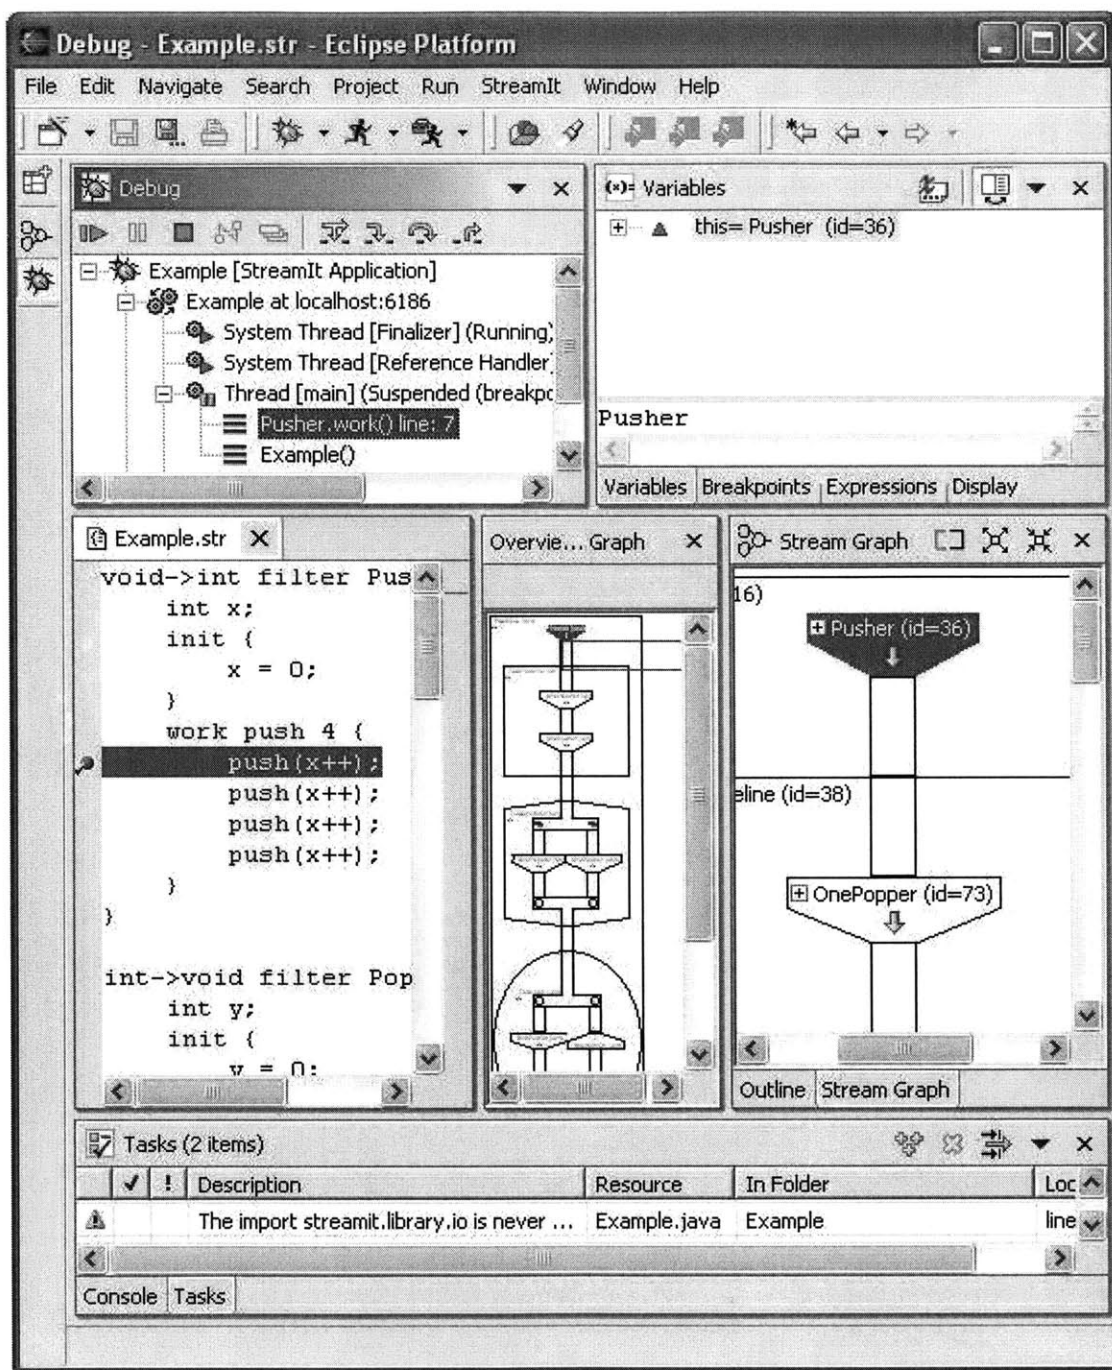 Debug - Example.str - Eclipse Platform
File Edit Navigate Search Project Run StreamIt Window Help
Debug
Example [StreamIt Application]
Example at localhost:6186
System Thread [Finalizer] (Running)
System Thread [Reference Handler]
Thread [main] (Suspended (breakpo
Pusher.work() line: 7
Example()
(x)= Variables
this= Pusher (id=36)
Pusher
Variables Breakpoints Expressions Display
Example.str
void->int filter Pus
int x;
init {
x = 0;
}
work push 4 {
push(x++);
push(x++);
push(x++);
push(x++);
}
}
int->void filter Pop
int y;
init {
y = 0;
Overvie... Graph
Stream Graph
16)
Pusher (id=36)
eline (id=38)
OnePopper (id=73)
Outline Stream Graph
Tasks (2 items)
! Description Resource In Folder Loc
The import streamit.library.io is never ... Example.java Example line
Console Tasks